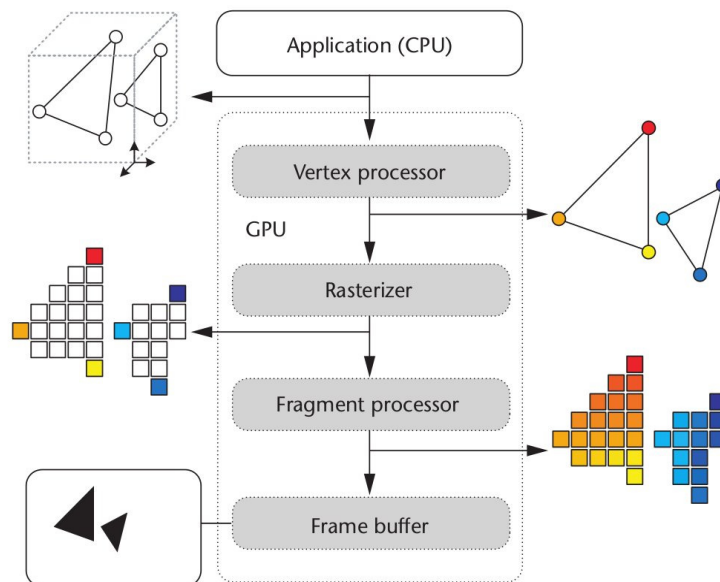 Application (CPU)
Vertex processor
GPU
Rasterizer
Fragment processor
Frame buffer